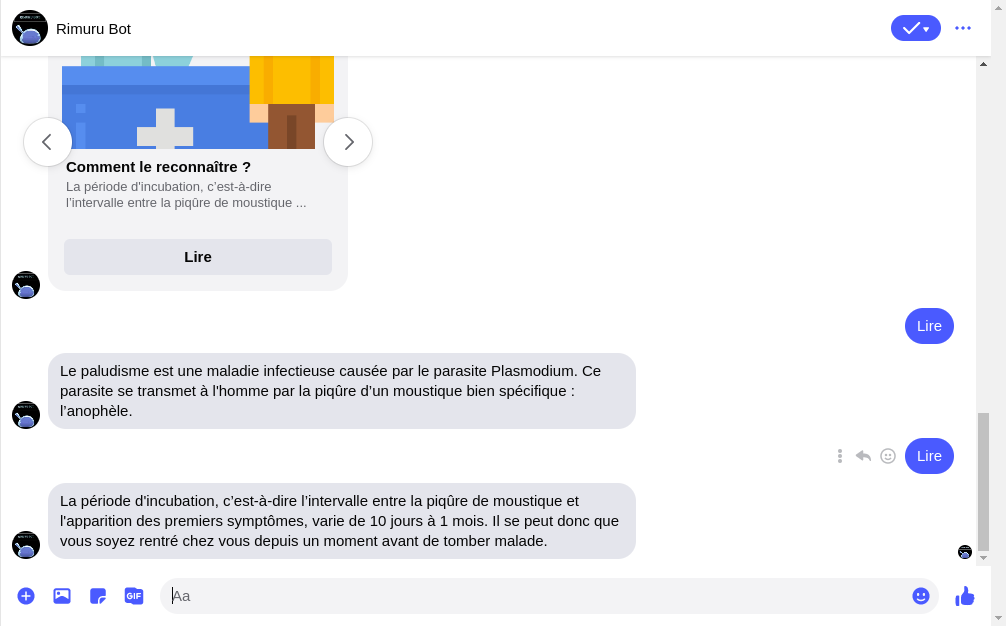 Rimuru Bot
Comment le reconnaître ?
La période d'incubation, c’est-à-dire
l’intervalle entre la piqûre de moustique ...
Lire
Lire
Le paludisme est une maladie infectieuse causée par le parasite Plasmodium. Ce
parasite se transmet à l'homme par la piqûre d’un moustique bien spécifique :
l’anophèle.
Lire
La période d'incubation, c’est-à-dire l’intervalle entre la piqûre de moustique et
l'apparition des premiers symptômes, varie de 10 jours à 1 mois. Il se peut donc que
vous soyez rentré chez vous depuis un moment avant de tomber malade.
GIF
Aa